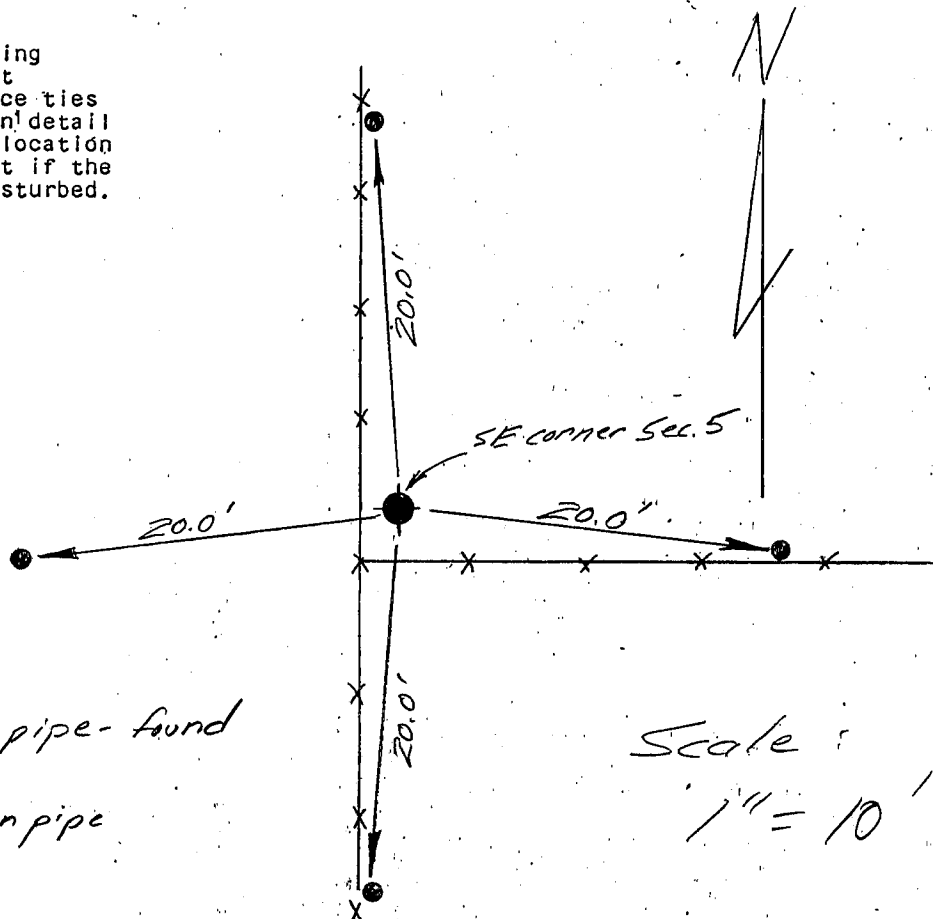 ing
t
ce ties
n detail
location
t if the
sturbed.
N
20.0'
SE corner Sec. 5
20.0'
20.0"
20.0'
pipe - found
n pipe
Scale:
1" = 10'